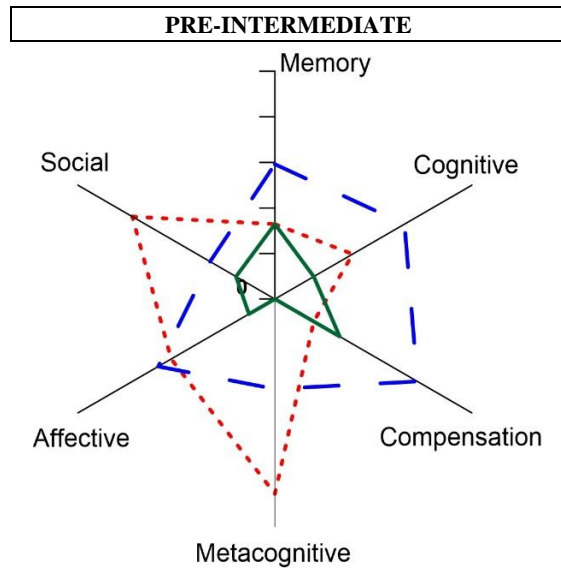 PRE-INTERMEDIATE
Memory
Social
Cognitive
0
Affective
Compensation
Metacognitive